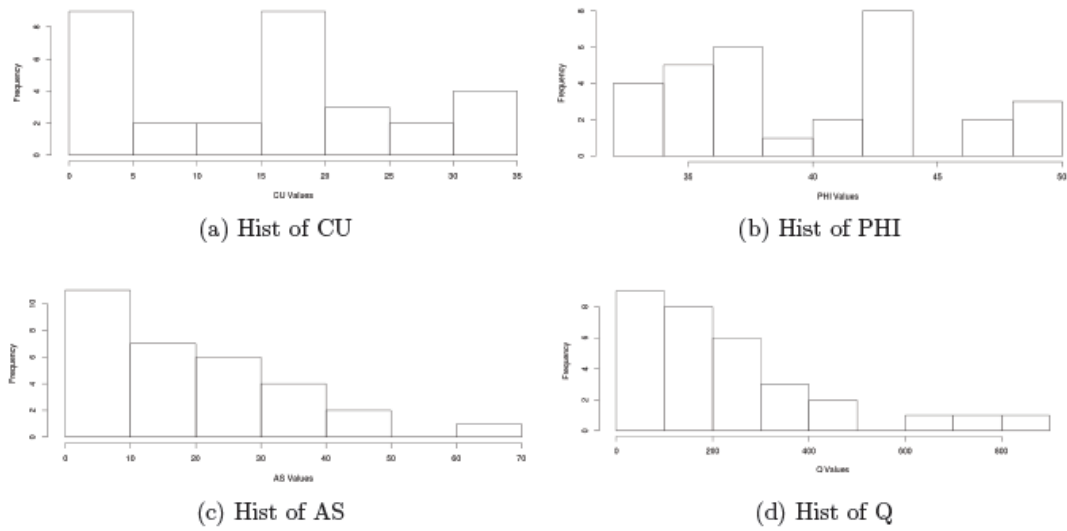 Frequency
0 2 4 6 8
0 5 10 15 20 25 30 35
CU Values
(a) Hist of CU
Frequency
0 2 4 6 8
35 40 45 50
PHI Values
(b) Hist of PHI
Frequency
0 2 4 6 8 10
0 10 20 30 40 50 60 70
AS Values
(c) Hist of AS
Frequency
0 2 4 6 8
0 200 400 600 800
Q Values
(d) Hist of Q